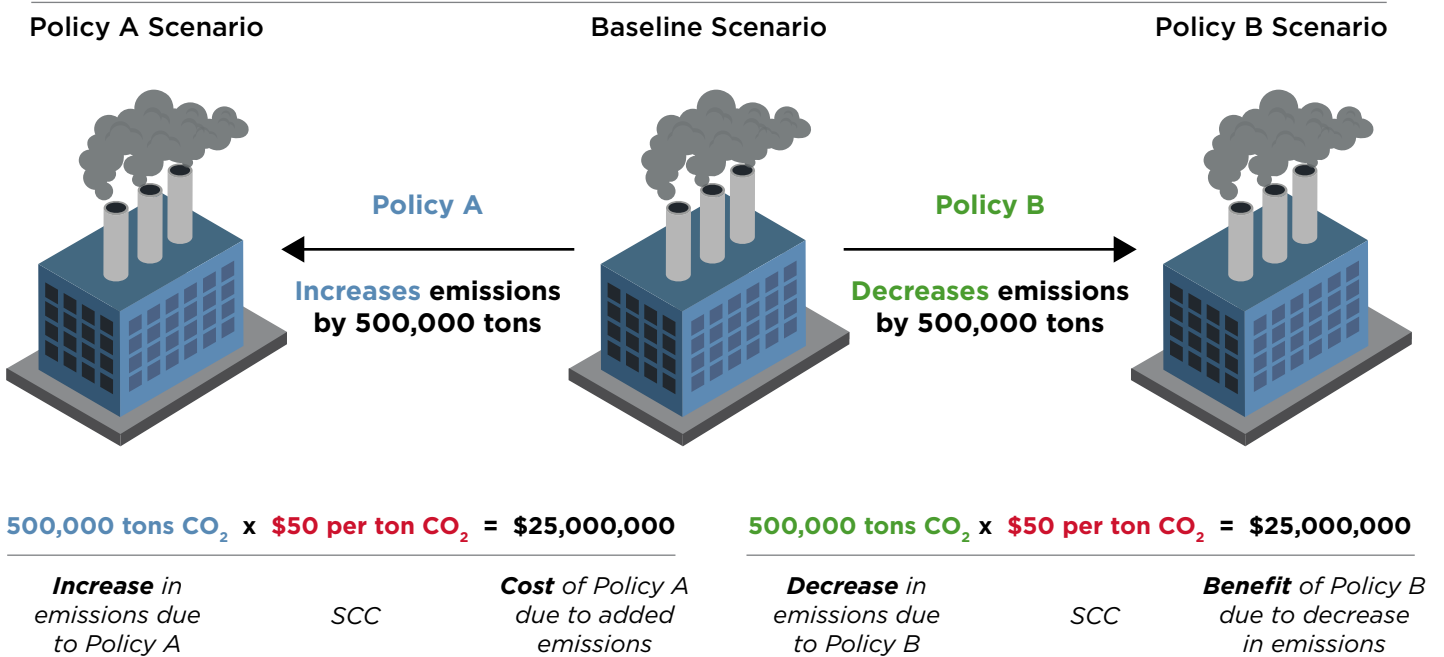 Policy A Scenario
Baseline Scenario
Policy B Scenario
Policy A
Increases emissions
by 500,000 tons
Policy B
Decreases emissions
by 500,000 tons
500,000 tons CO₂ x $50 per ton CO₂ = $25,000,000
Increase in
emissions due
to Policy A
SCC
Cost of Policy A
due to added
emissions
500,000 tons CO₂ x $50 per ton CO₂ = $25,000,000
Decrease in
emissions due
to Policy B
SCC
Benefit of Policy B
due to decrease
in emissions